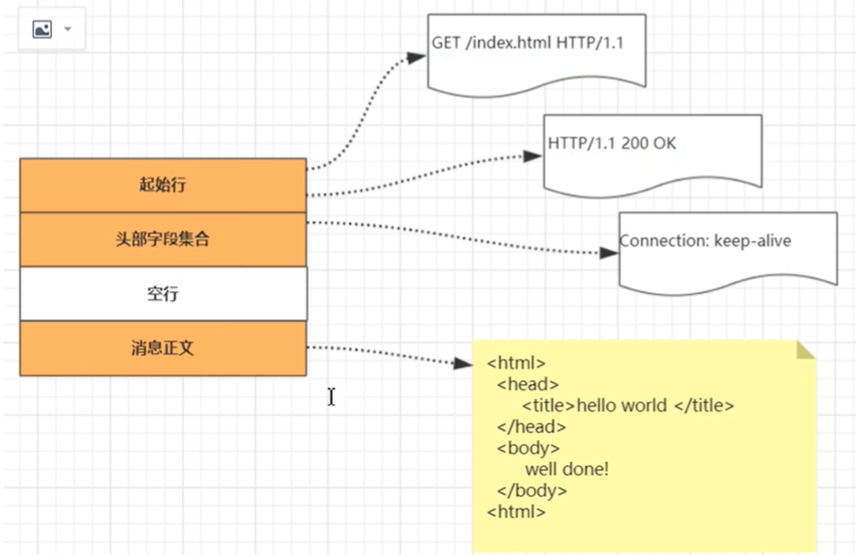 GET /index.html HTTP/1.1
HTTP/1.1 200 OK
起始行
头部字段集合
Connection: keep-alive
空行
消息正文
<html>
<head>
<title>hello world </title>
</head>
<body>
well done!
</body>
<html>